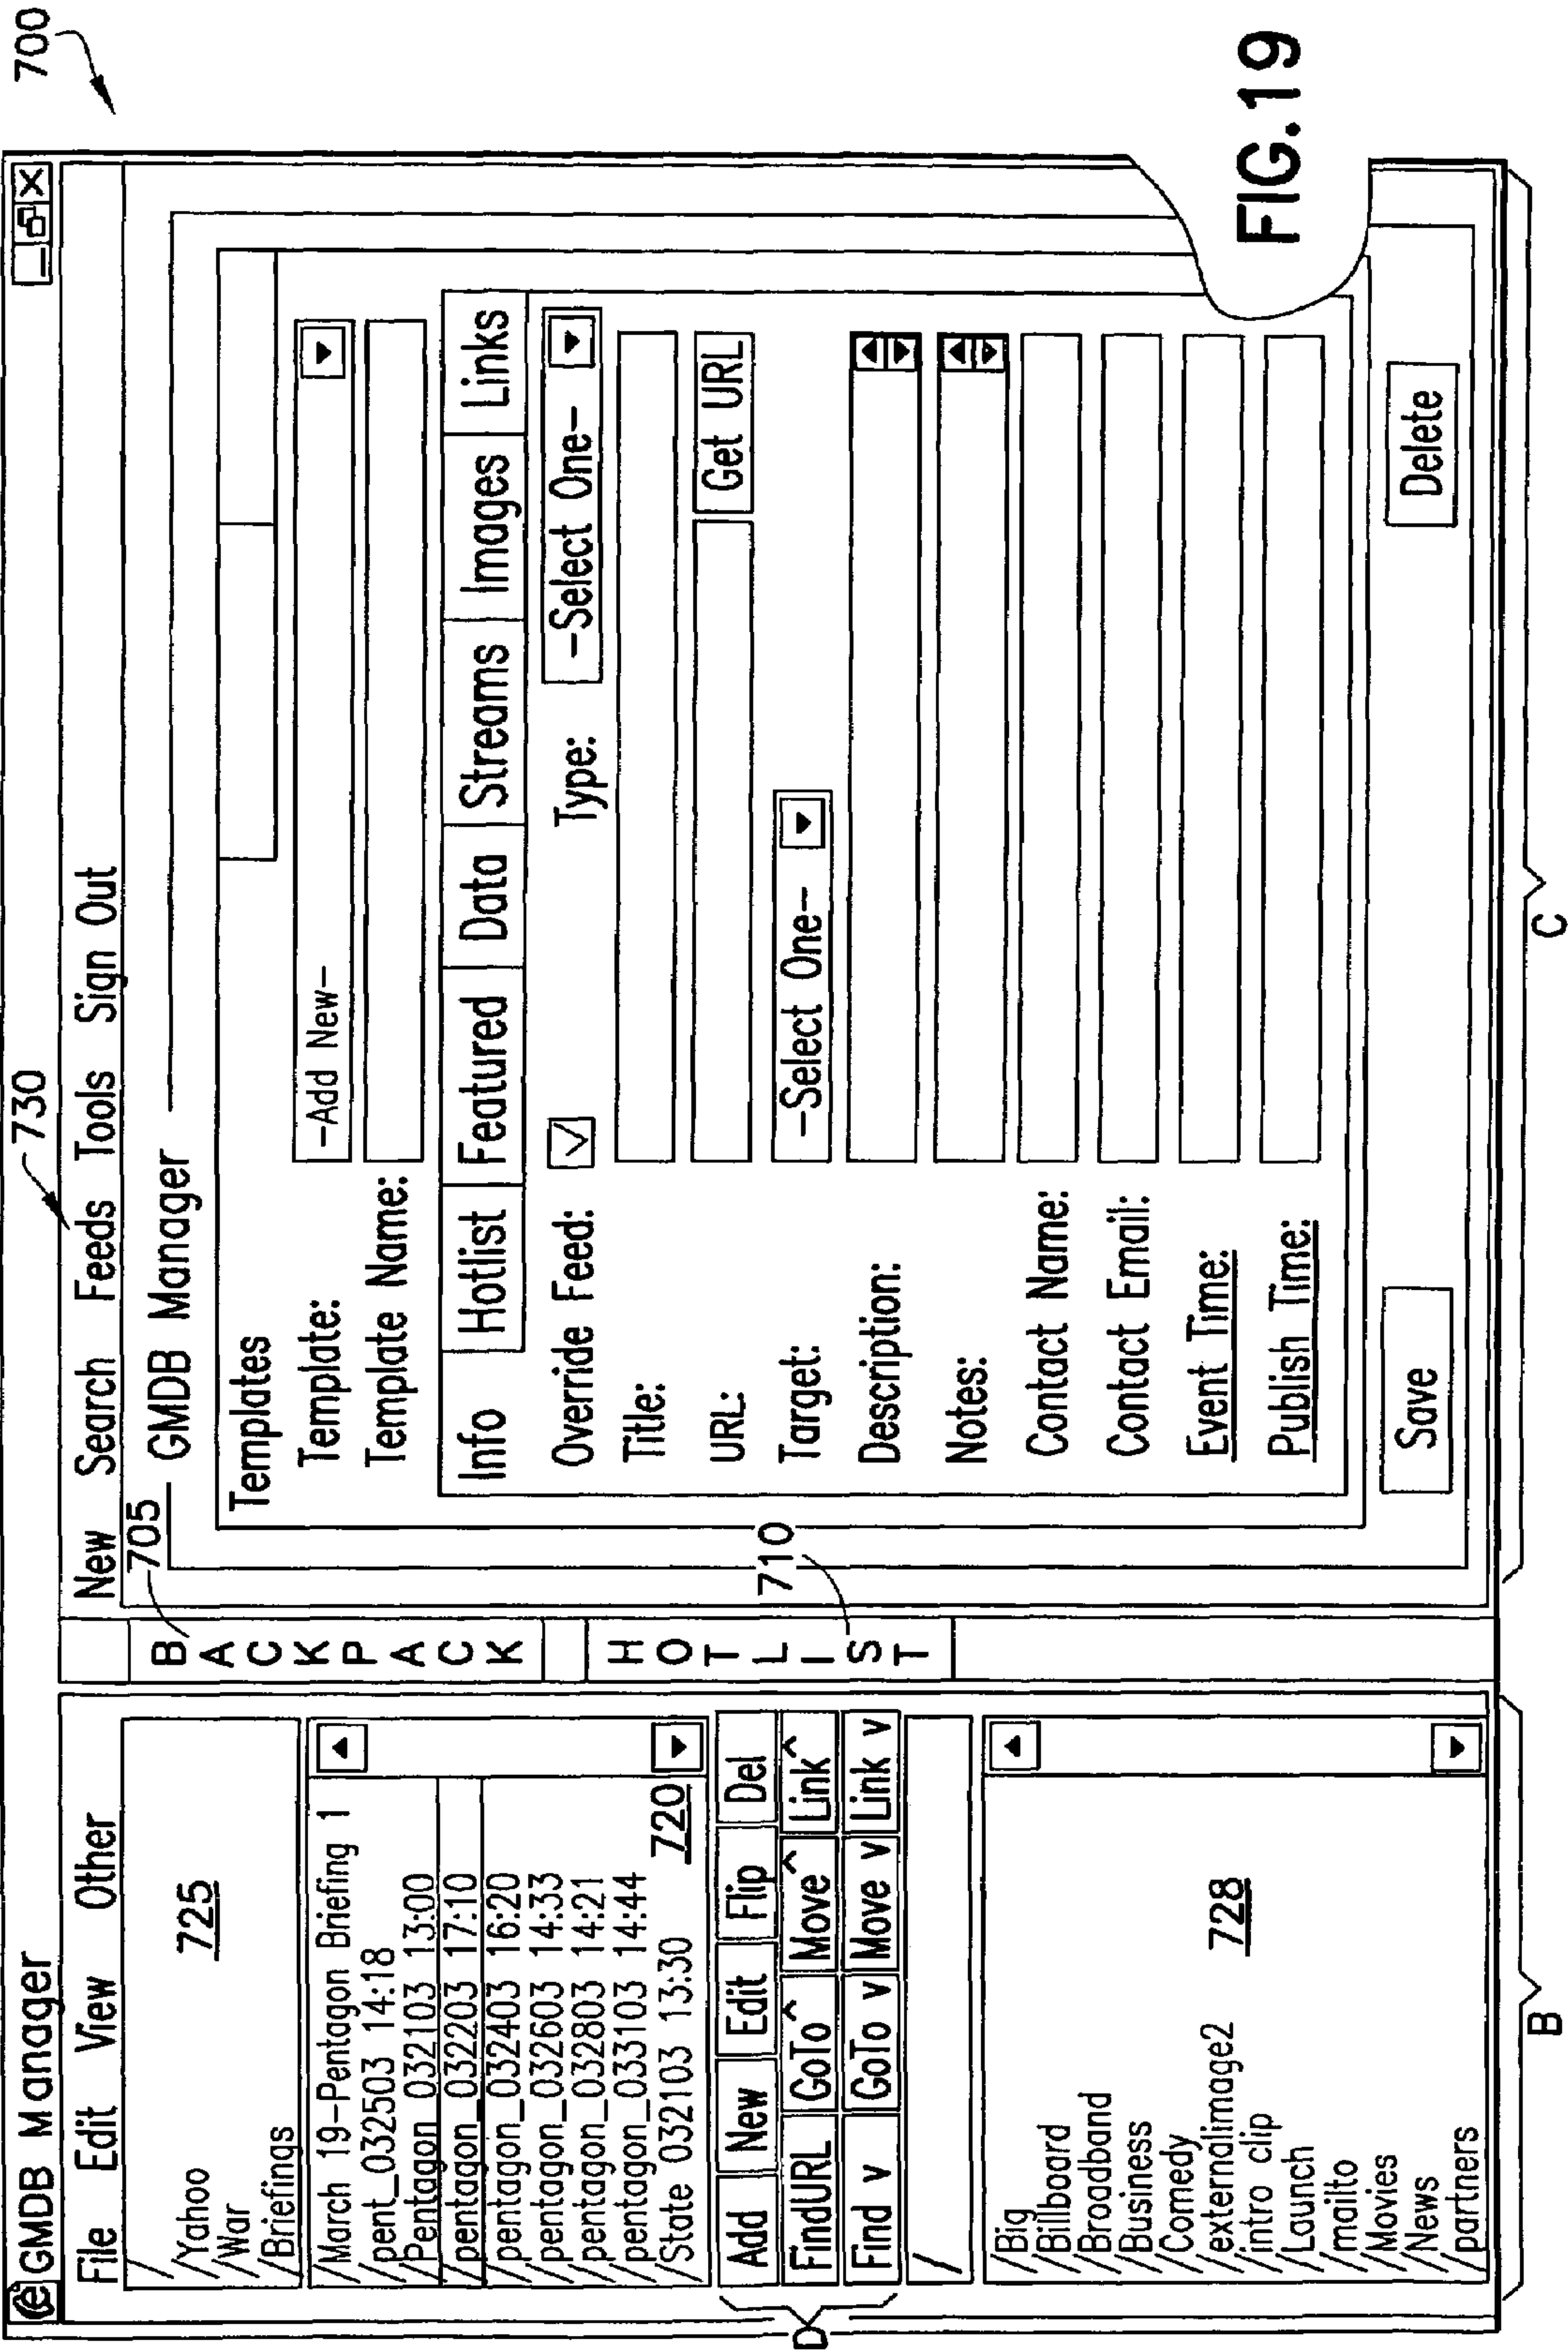 700
GMDB Manager
File Edit View Other
725
/
/Yahoo
/War
/Briefings
/March 19-Pentagon Briefing 1
/pent_032503 14:18
/Pentagon_032103 13:00
/pentagon_032203 17:10
/pentagon_032403 16:20
/pentagon_032603 14:33
/pentagon_032803 14:21
/pentagon_033103 14:44
/State 032103 13:30
720
Add New Edit Flip Del
FindURL GoTo^ Move^ Link^
Find v GoTo v Move v Link v
D
/
/Big
/Billboard
/Broadband
/Business
/Comedy
/externalimage2
/intro clip
/Launch
/mailto
/Movies
/News
/partners
728
B
BACKPACK
705
HOTLIST
710
730
New Search Feeds Tools Sign Out
GMDB Manager
Templates
Template: -Add New-
Template Name:
Info Hotlist Featured Data Streams Images Links
Override Feed: Type: -Select One-
Title:
URL: Get URL
Target: -Select One-
Description:
Notes:
Contact Name:
Contact Email:
Event Time:
Publish Time:
Save Delete
C
FIG.19